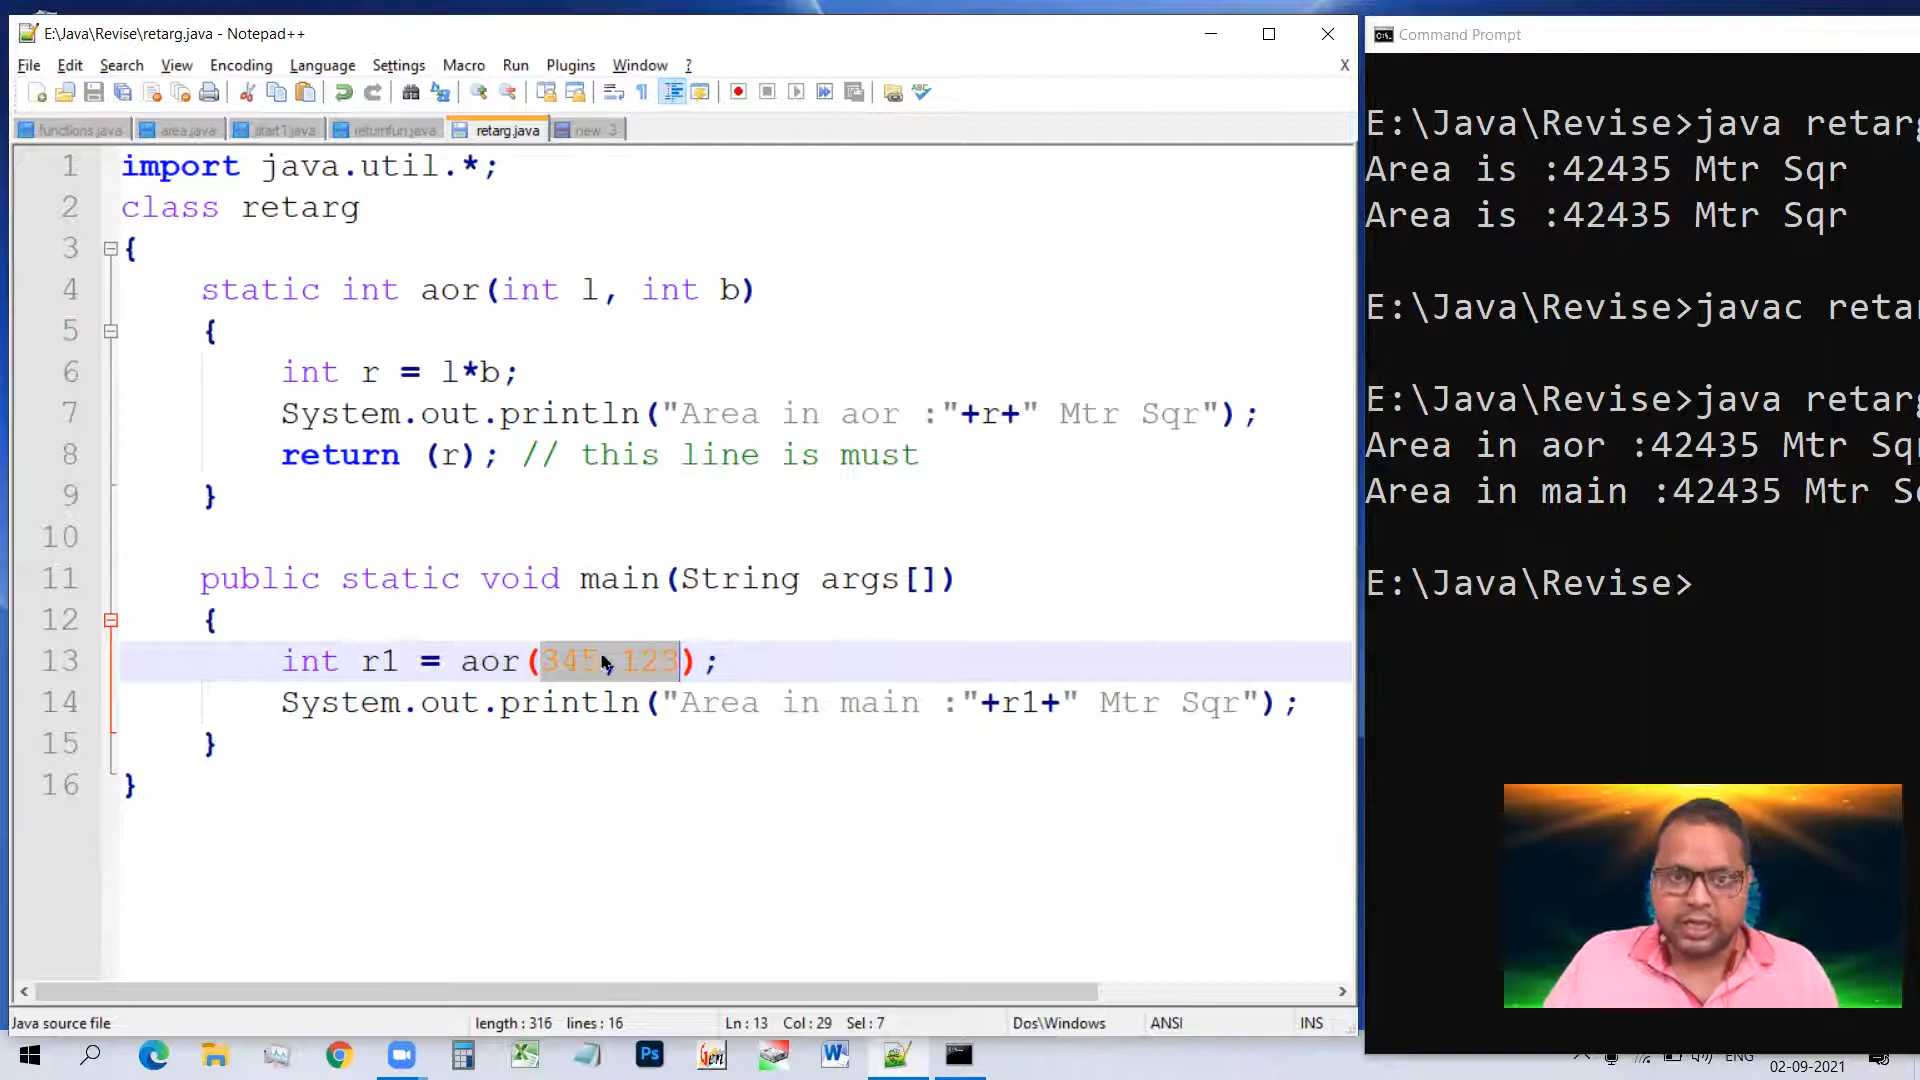 E:\Java\Revise\retarg.java - Notepad++
File Edit Search View Encoding Language Settings Macro Run Plugins Window ? X
functions.java area.java start1.java returnfun.java retarg.java new 3
1 import java.util.*;
2 class retarg
3 {
4 static int aor(int l, int b)
5 {
6 int r = l*b;
7 System.out.println("Area in aor :"+r+" Mtr Sqr");
8 return (r); // this line is must
9 }
10
11 public static void main(String args[])
12 {
13 int r1 = aor(345,123);
14 System.out.println("Area in main :"+r1+" Mtr Sqr");
15 }
16 }
Java source file length : 316 lines : 16 Ln : 13 Col : 29 Sel : 7 Dos\Windows ANSI INS
Command Prompt
E:\Java\Revise>java retarg
Area is :42435 Mtr Sqr
Area is :42435 Mtr Sqr
E:\Java\Revise>javac retar
E:\Java\Revise>java retarg
Area in aor :42435 Mtr Sq
Area in main :42435 Mtr S
E:\Java\Revise>
Ps Gen W
ENG
02-09-2021